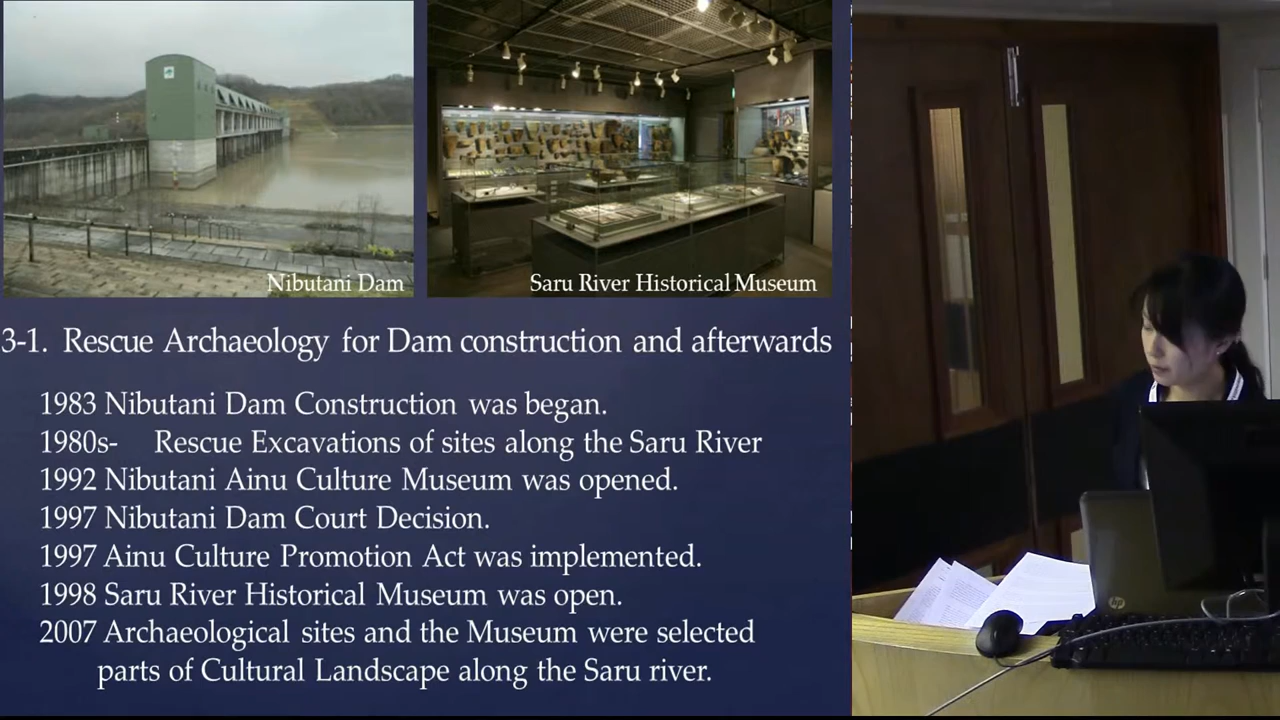 Nibutani Dam
Saru River Historical Museum
3-1. Rescue Archaeology for Dam construction and afterwards
1983 Nibutani Dam Construction was began.
1980s- Rescue Excavations of sites along the Saru River
1992 Nibutani Ainu Culture Museum was opened.
1997 Nibutani Dam Court Decision.
1997 Ainu Culture Promotion Act was implemented.
1998 Saru River Historical Museum was open.
2007 Archaeological sites and the Museum were selected
parts of Cultural Landscape along the Saru river.
hp